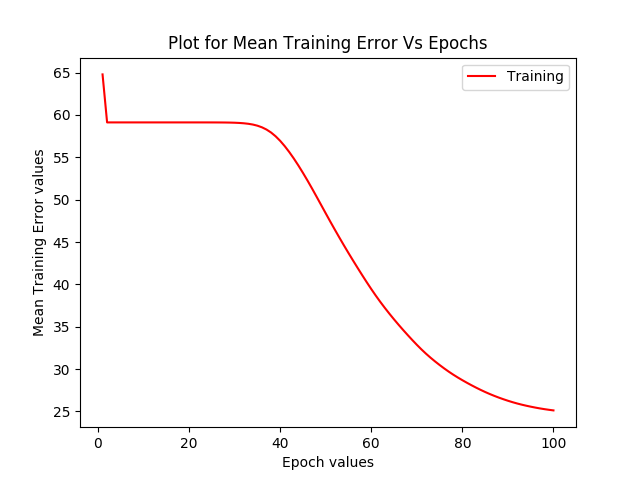 Plot for Mean Training Error Vs Epochs
Training
Mean Training Error values
65
60
55
50
45
40
35
30
25
0 20 40 60 80 100
Epoch values